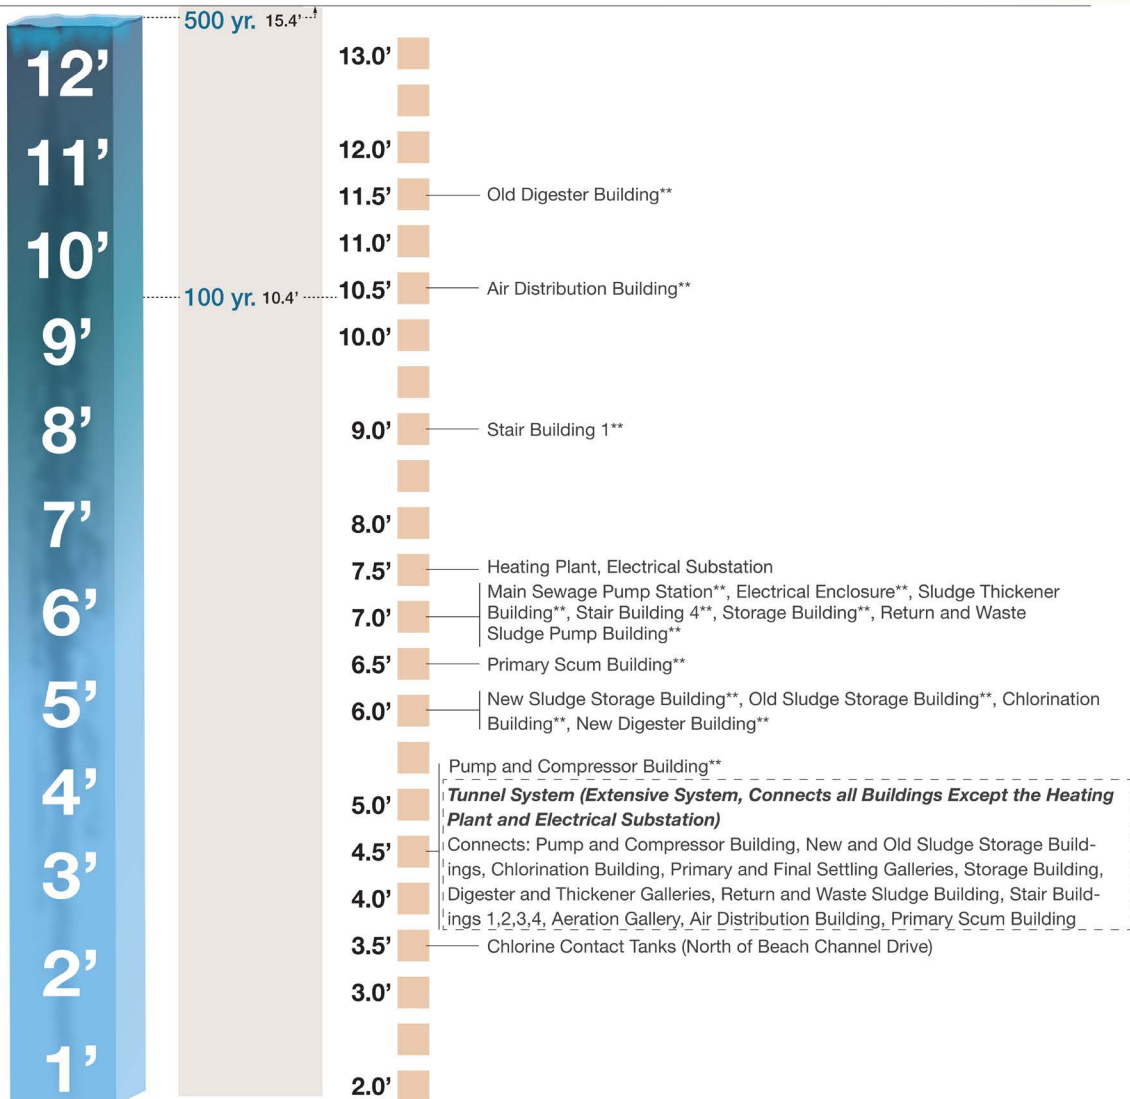 500 yr. 15.4’
12’
13.0’
12.0’
11’
11.5’ Old Digester Building**
11.0’
10’
10.5’ Air Distribution Building**
100 yr. 10.4’
10.0’
9’
9.0’ Stair Building 1**
8’
8.0’
7’
7.5’ Heating Plant, Electrical Substation
Main Sewage Pump Station**, Electrical Enclosure**, Sludge Thickener
7.0’ Building**, Stair Building 4**, Storage Building**, Return and Waste
Sludge Pump Building**
6’
6.5’ Primary Scum Building**
New Sludge Storage Building**, Old Sludge Storage Building**, Chlorination
6.0’ Building**, New Digester Building**
5’
Pump and Compressor Building**
4’
5.0’ Tunnel System (Extensive System, Connects all Buildings Except the Heating
Plant and Electrical Substation)
4.5’ Connects: Pump and Compressor Building, New and Old Sludge Storage Build-
ings, Chlorination Building, Primary and Final Settling Galleries, Storage Building,
3’
4.0’ Digester and Thickener Galleries, Return and Waste Sludge Building, Stair Build-
ings 1,2,3,4, Aeration Gallery, Air Distribution Building, Primary Scum Building
3.5’ Chlorine Contact Tanks (North of Beach Channel Drive)
2’
3.0’
1’
2.0’